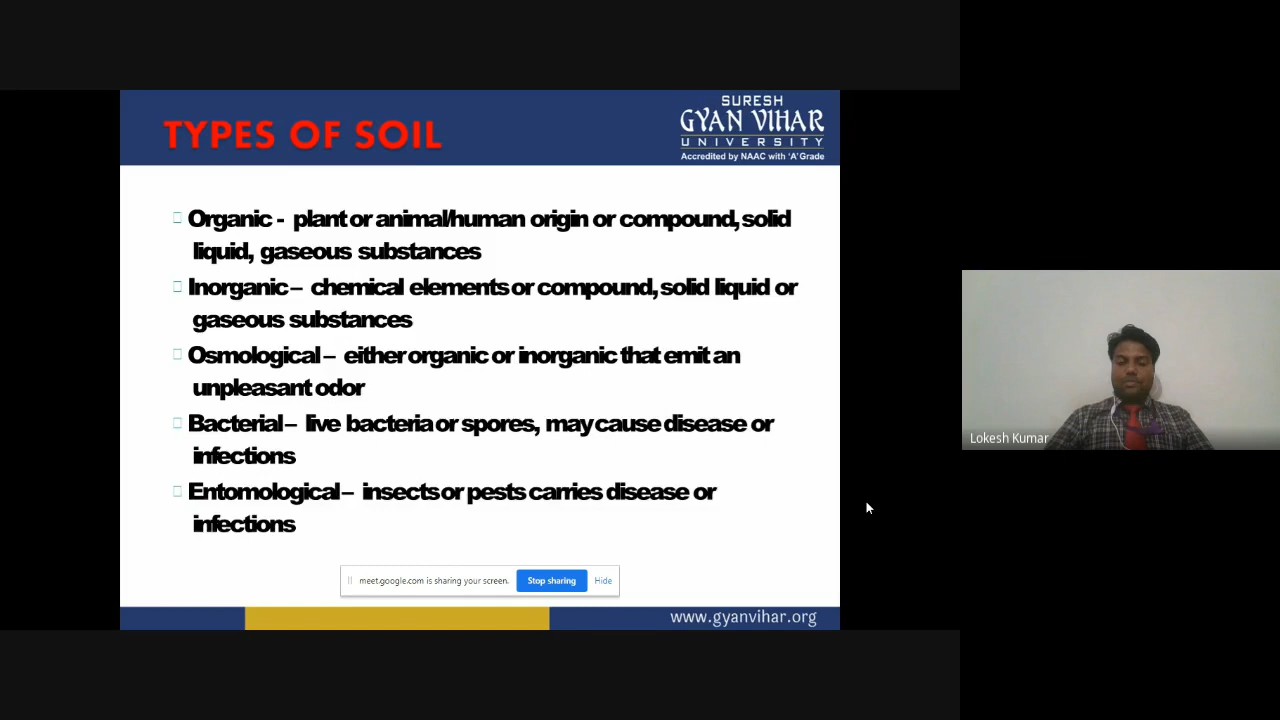 TYPES OF SOIL
SURESH
GYAN VIHAR
UNIVERSITY
Accredited by NAAC with 'A' Grade
Organic - plant or animal/human origin or compound, solid
liquid, gaseous substances
Inorganic – chemical elements or compound, solid liquid or
gaseous substances
Osmological – either organic or inorganic that emit an
unpleasant odor
Bacterial – live bacteria or spores, may cause disease or
infections
Entomological – insects or pests carries disease or
infections
meet.google.com is sharing your screen. Stop sharing Hide
www.gyanvihar.org
Lokesh Kumar